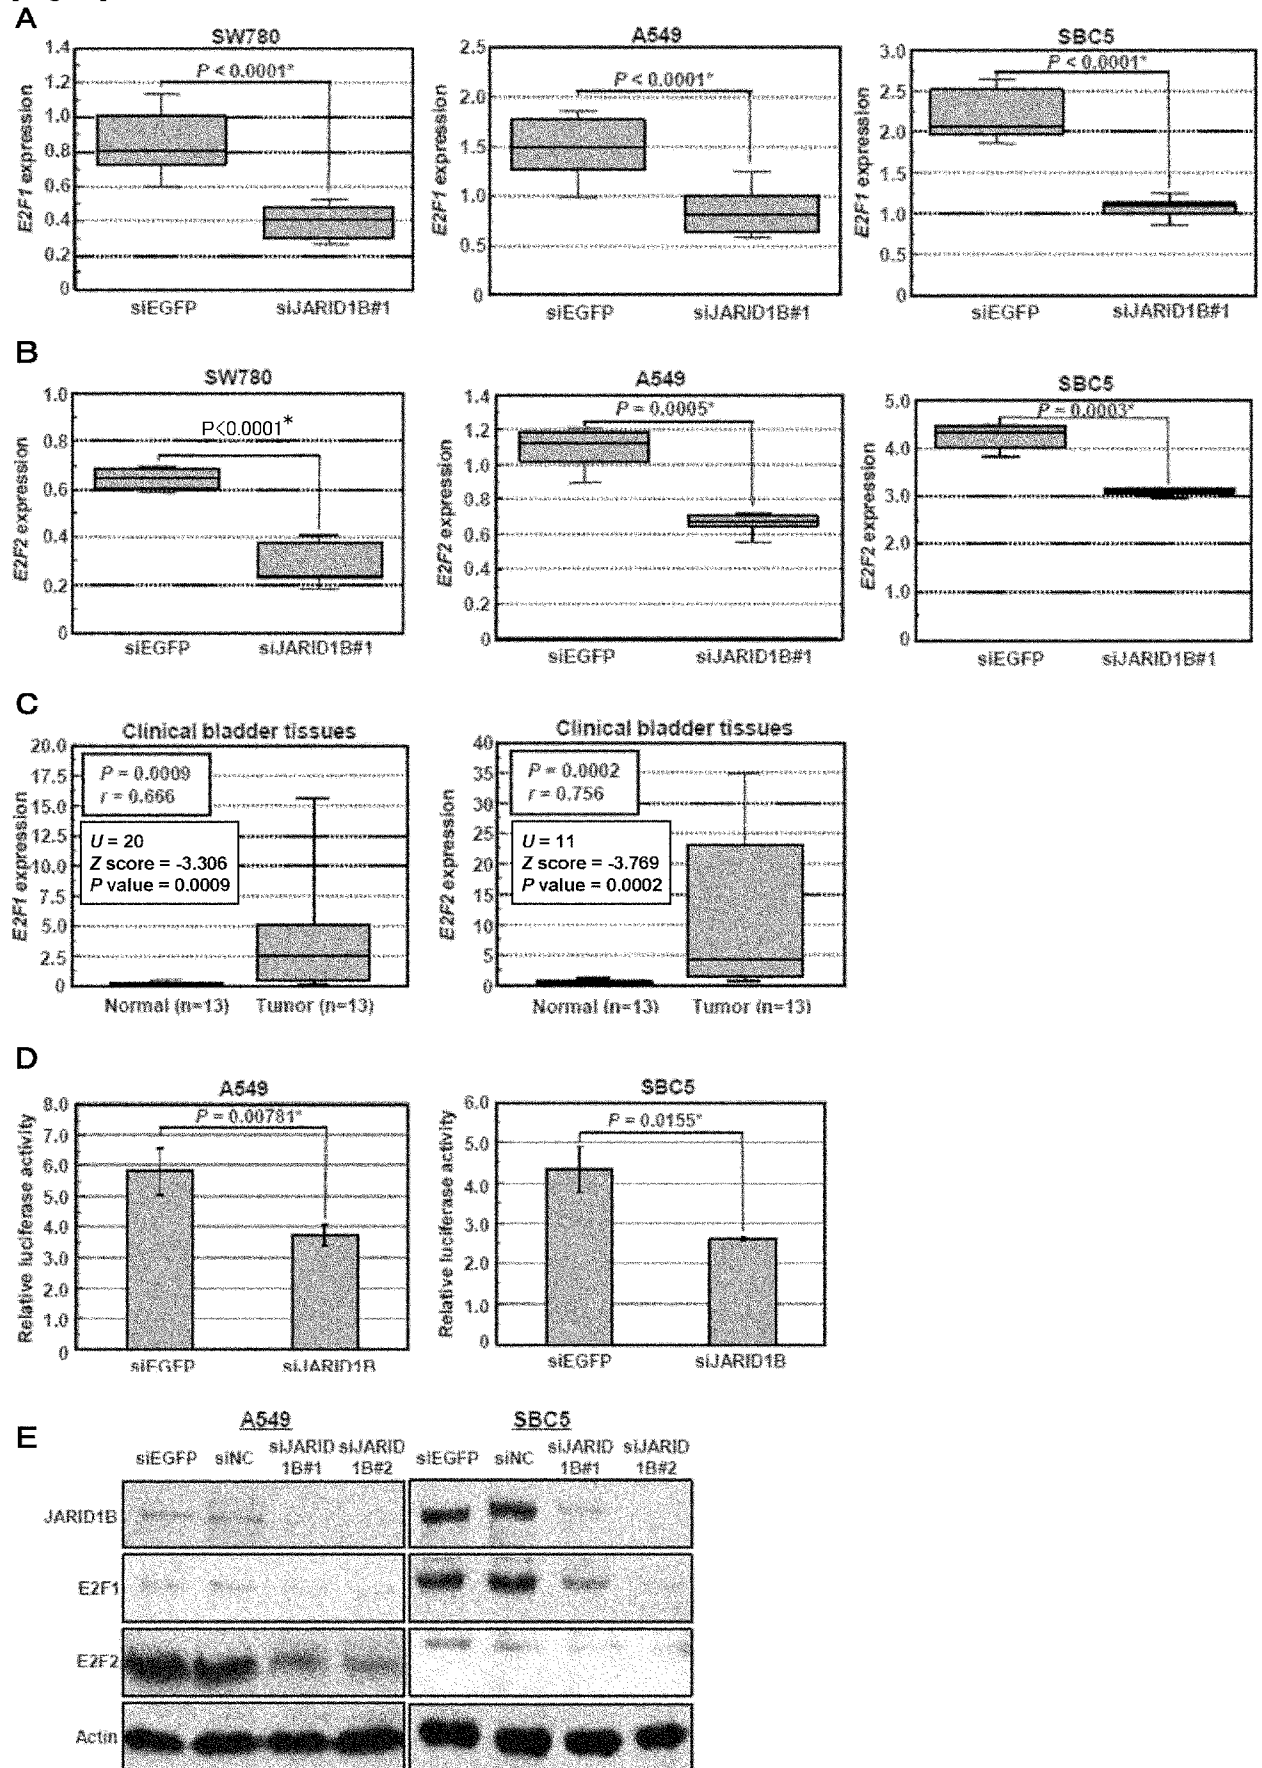 A
SW780
A549
SBC5
E2F1 expression
1.4
1.2
1.0
0.8
0.6
0.4
0.2
0
P < 0.0001*
siEGFP
siJARID1B#1
E2F1 expression
2.5
2.0
1.5
1.0
0.5
0
P < 0.0001*
siEGFP
siJARID1B#1
E2F1 expression
3.0
2.5
2.0
1.5
1.0
0.5
0
P < 0.0001*
siEGFP
siJARID1B#1
B
SW780
A549
SBC5
E2F2 expression
1.0
0.8
0.6
0.4
0.2
0
P<0.0001*
siEGFP
siJARID1B#1
E2F2 expression
1.4
1.2
1.0
0.8
0.6
0.4
0.2
0
P = 0.0005*
siEGFP
siJARID1B#1
E2F2 expression
5.0
4.0
3.0
2.0
1.0
0
P = 0.0003*
siEGFP
siJARID1B#1
C
Clinical bladder tissues
E2F1 expression
20.0
17.5
15.0
12.5
10.0
7.5
5.0
2.5
0
P = 0.0009
r = 0.666
U = 20
Z score = -3.306
P value = 0.0009
Normal (n=13)
Tumor (n=13)
Clinical bladder tissues
E2F2 expression
40
35
30
25
20
15
10
5
0
P = 0.0002
r = 0.756
U = 11
Z score = -3.769
P value = 0.0002
Normal (n=13)
Tumor (n=13)
D
A549
Relative luciferase activity
8.0
7.0
6.0
5.0
4.0
3.0
2.0
1.0
0
P = 0.00781*
siEGFP
siJARID1B
SBC5
Relative luciferase activity
6.0
5.0
4.0
3.0
2.0
1.0
0
P = 0.0155*
siEGFP
siJARID1B
E
A549
SBC5
siEGFP siNC siJARID siJARID siEGFP siNC siJARID siJARID
1B#1 1B#2 1B#1 1B#2
JARID1B
E2F1
E2F2
Actin